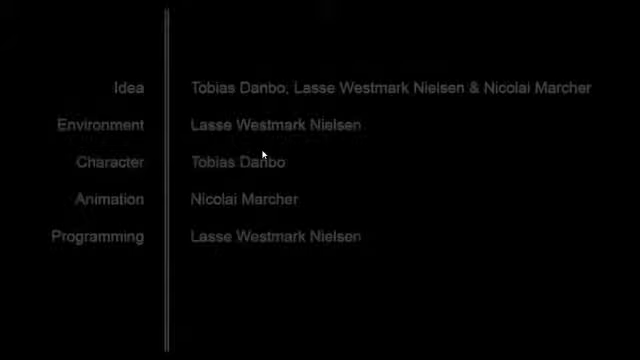 Idea Tobias Danbo, Lasse Westmark Nielsen & Nicolai Marcher
Environment Lasse Westmark Nielsen
Character Tobias Danbo
Animation Nicolai Marcher
Programming Lasse Westmark Nielsen